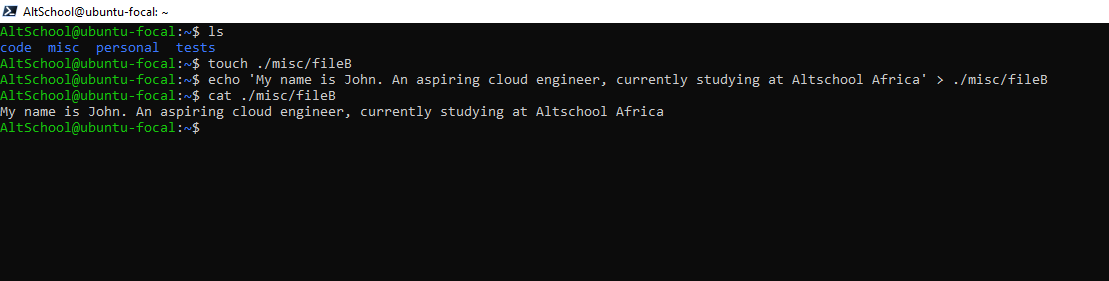 AltSchool@ubuntu-focal: ~
AltSchool@ubuntu-focal:~$ ls
code  misc  personal  tests
AltSchool@ubuntu-focal:~$ touch ./misc/fileB
AltSchool@ubuntu-focal:~$ echo 'My name is John. An aspiring cloud engineer, currently studying at Altschool Africa' > ./misc/fileB
AltSchool@ubuntu-focal:~$ cat ./misc/fileB
My name is John. An aspiring cloud engineer, currently studying at Altschool Africa
AltSchool@ubuntu-focal:~$